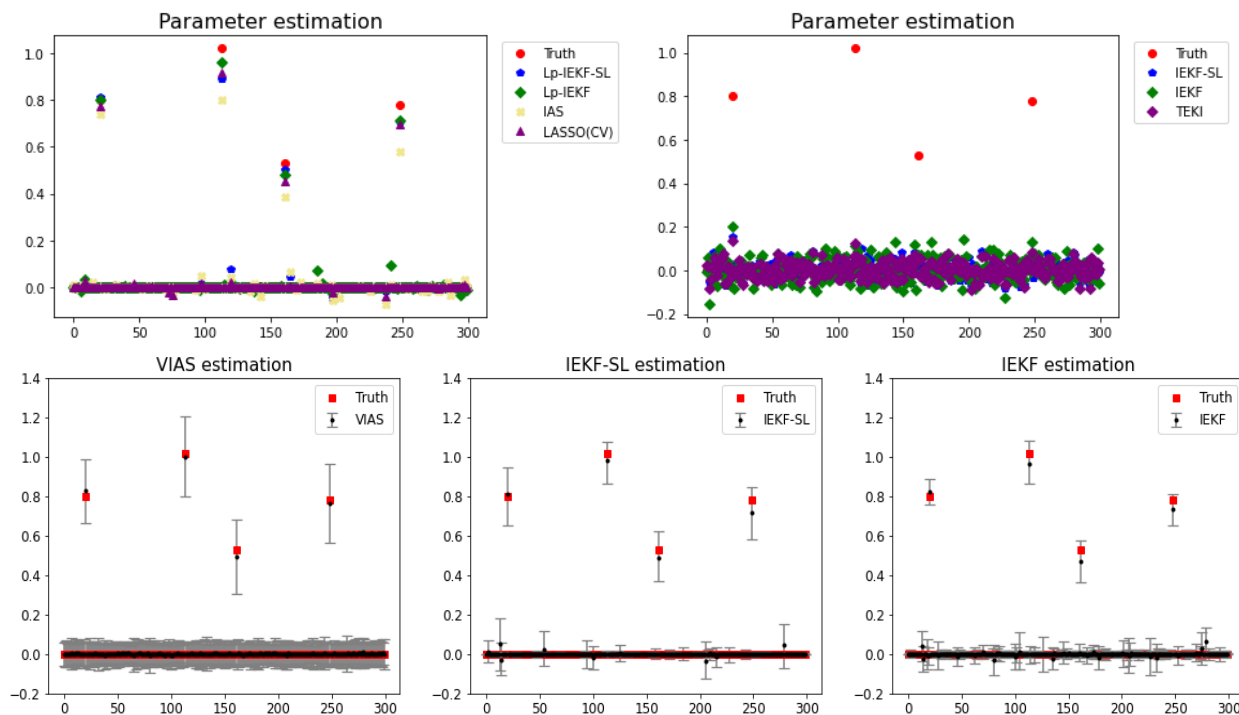 Parameter estimation
1.0
0.8
0.6
0.4
0.2
0.0
0 50 100 150 200 250 300
Truth
Lp-IEKF-SL
Lp-IEKF
IAS
LASSO(CV)
Parameter estimation
1.0
0.8
0.6
0.4
0.2
0.0
−0.2
0 50 100 150 200 250 300
Truth
IEKF-SL
IEKF
TEKI
VIAS estimation
1.4
1.2
1.0
0.8
0.6
0.4
0.2
0.0
−0.2
0 50 100 150 200 250 300
Truth
VIAS
IEKF-SL estimation
1.4
1.2
1.0
0.8
0.6
0.4
0.2
0.0
−0.2
0 50 100 150 200 250 300
Truth
IEKF-SL
IEKF estimation
1.4
1.2
1.0
0.8
0.6
0.4
0.2
0.0
−0.2
0 50 100 150 200 250 300
Truth
IEKF